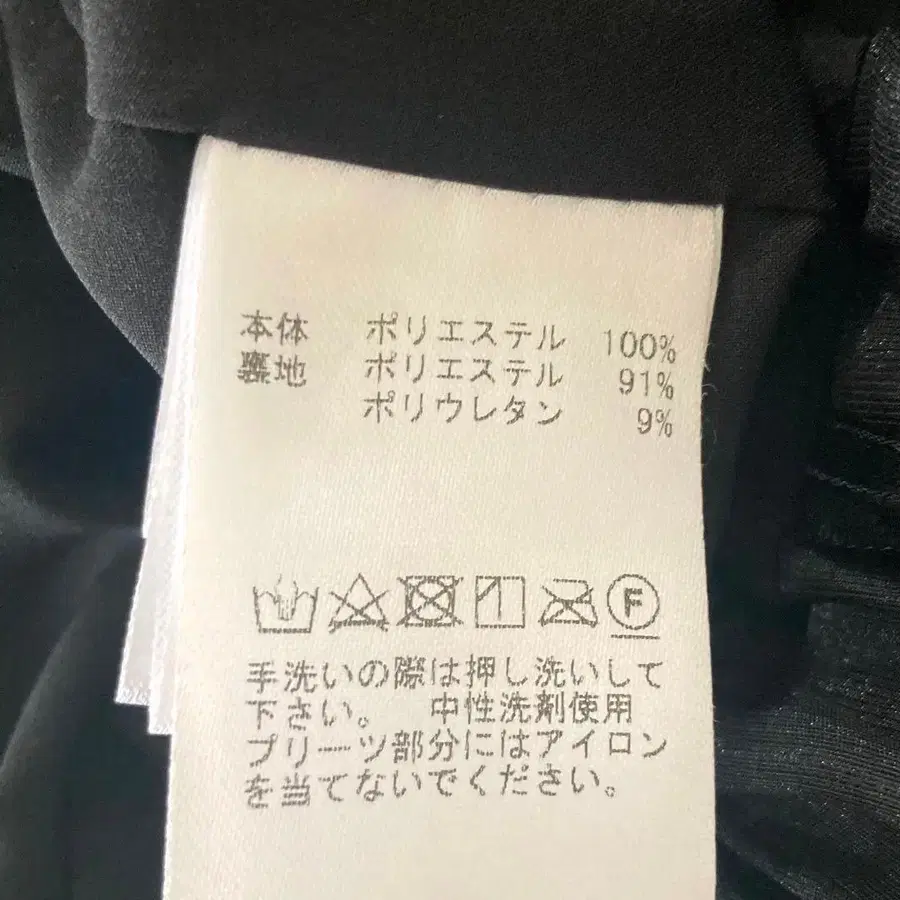 本体 ポリエステル 100%
裏地 ポリエステル 91%
ポリウレタン 9%
F
手洗いの際は押し洗いして
下さい。 中性洗剤使用
プリーツ部分にはアイロン
を当てないでください。